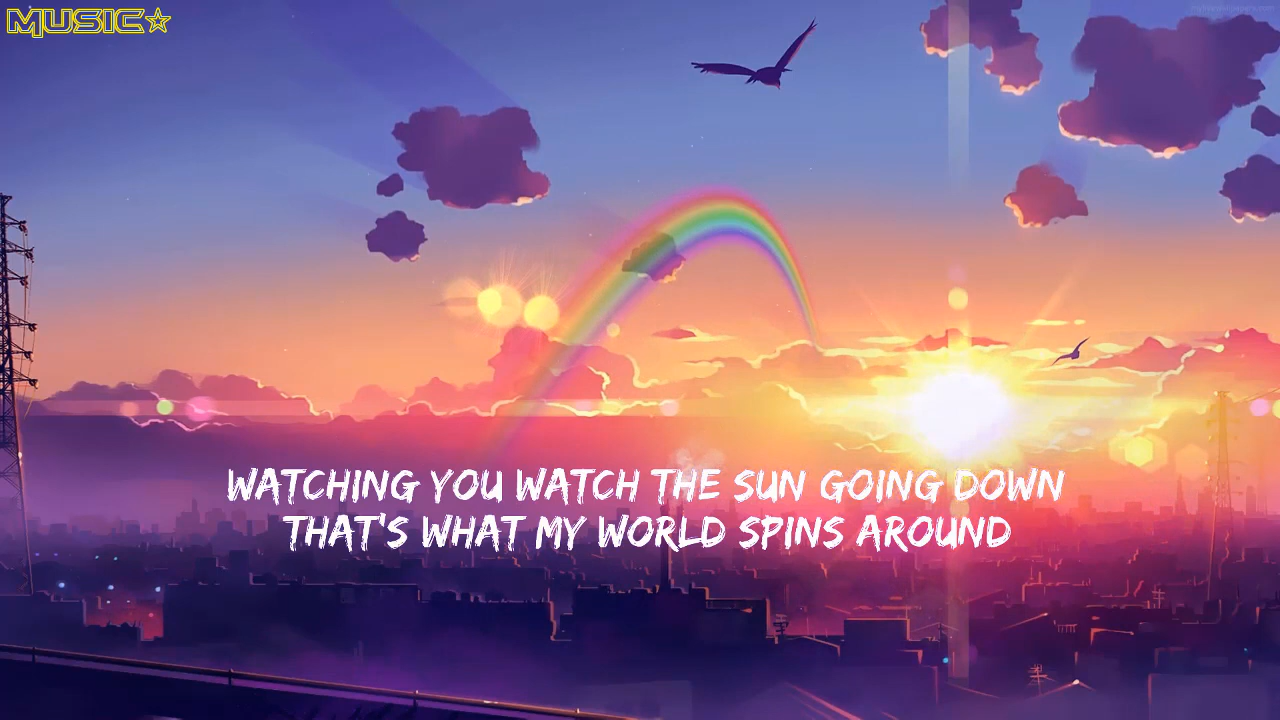 MUSIC☆
WATCHING YOU WATCH THE SUN GOING DOWN
THAT'S WHAT MY WORLD SPINS AROUND